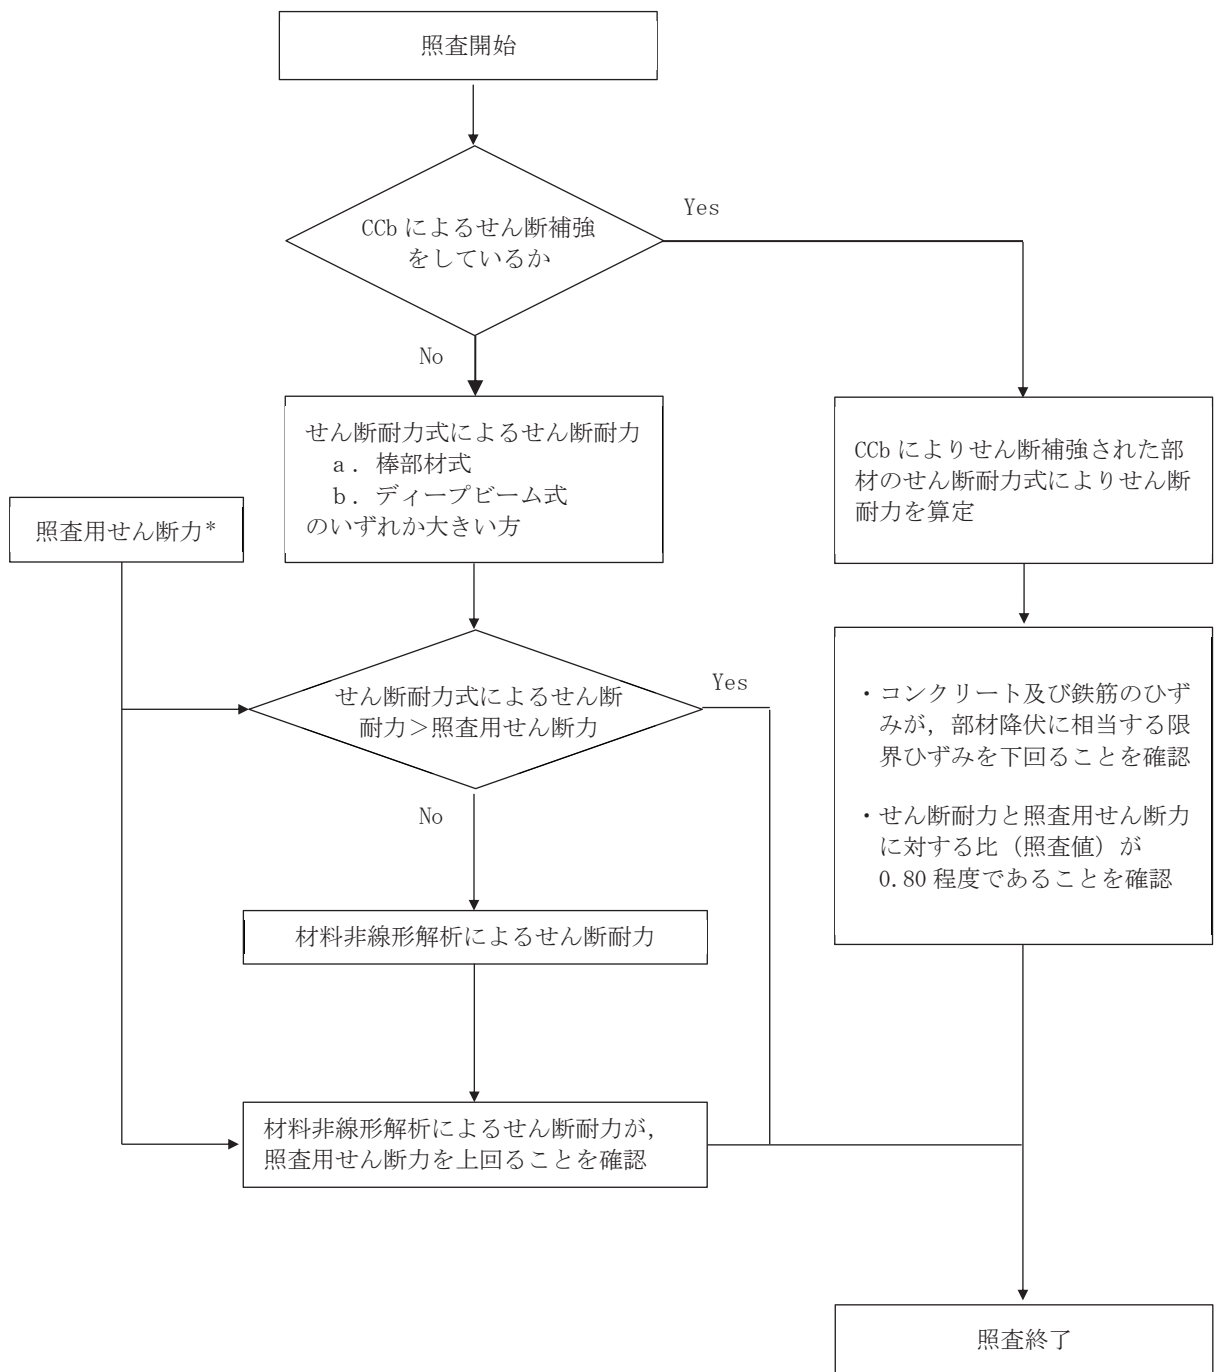 照査開始
CCb によるせん断補強
をしているか
Yes
No
せん断耐力式によるせん断耐力
a．棒部材式
b．ディープビーム式
のいずれか大きい方
CCb によりせん断補強された部
材のせん断耐力式によりせん断
耐力を算定
照査用せん断力*
せん断耐力式によるせん断
耐力＞照査用せん断力
Yes
No
・コンクリート及び鉄筋のひず
みが，部材降伏に相当する限
界ひずみを下回ることを確認
・せん断耐力と照査用せん断力
に対する比（照査値）が
0.80 程度であることを確認
材料非線形解析によるせん断耐力
材料非線形解析によるせん断耐力が，
照査用せん断力を上回ることを確認
照査終了